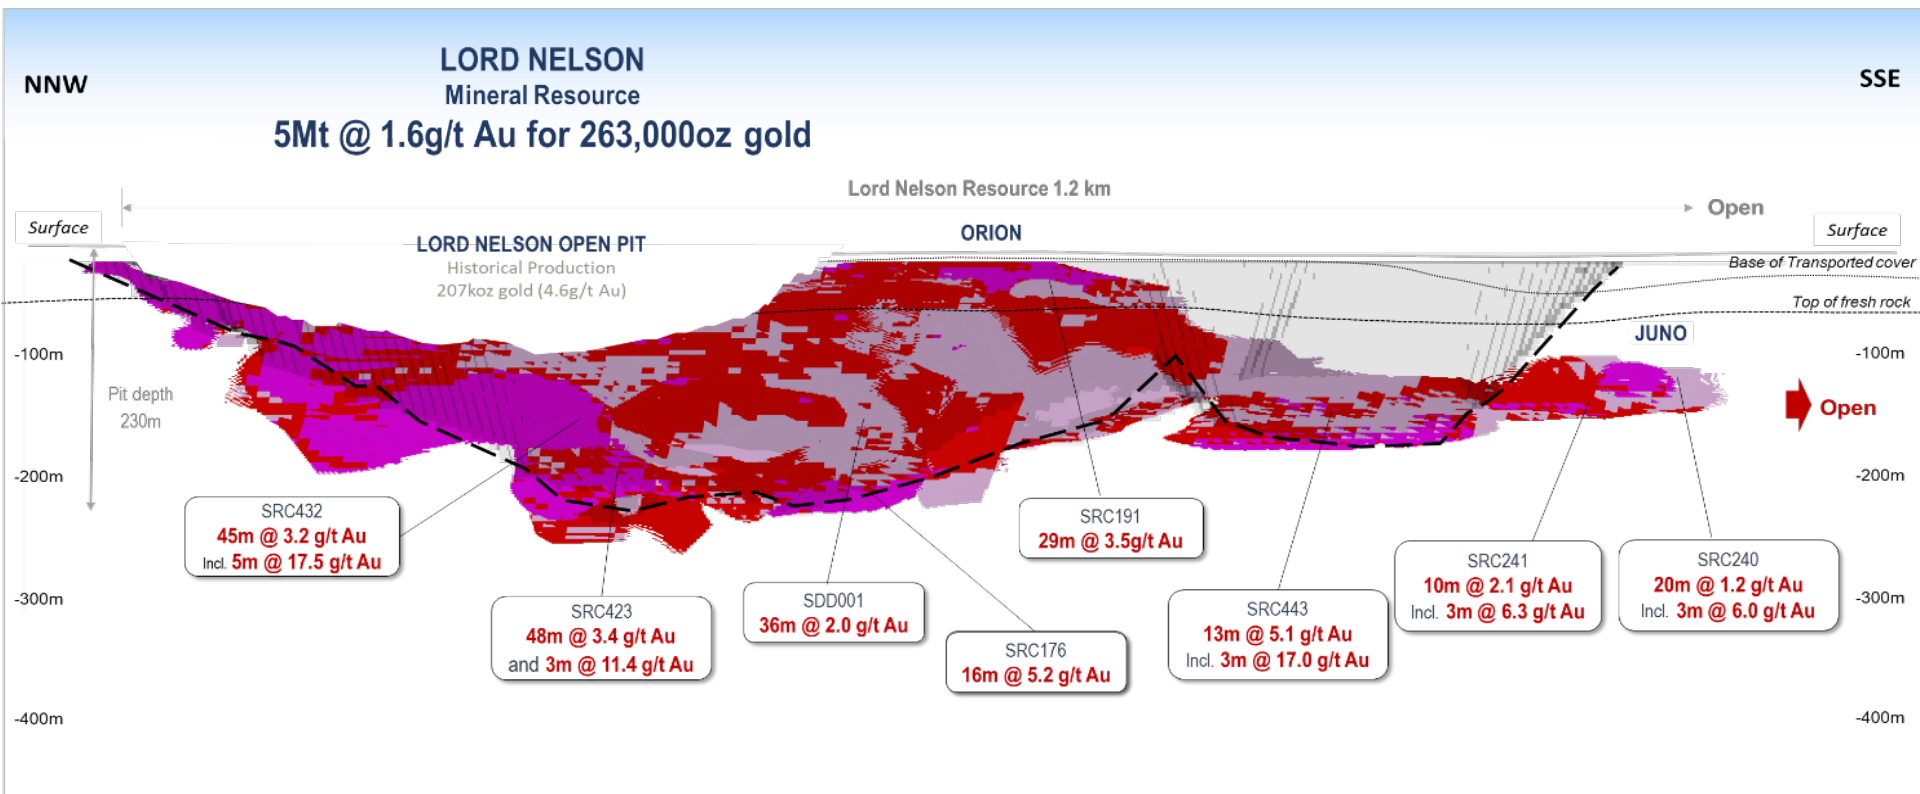 LORD NELSON
Mineral Resource
5Mt @ 1.6g/t Au for 263,000oz gold
NNW
SSE
Lord Nelson Resource 1.2 km
Open
Surface
Surface
LORD NELSON OPEN PIT
Historical Production
207koz gold (4.6g/t Au)
ORION
Base of Transported cover
Top of fresh rock
JUNO
-100m
-100m
Pit depth
230m
Open
-200m
-200m
SRC432
45m @ 3.2 g/t Au
Incl. 5m @ 17.5 g/t Au
SRC423
48m @ 3.4 g/t Au
and 3m @ 11.4 g/t Au
SDD001
36m @ 2.0 g/t Au
SRC176
16m @ 5.2 g/t Au
SRC191
29m @ 3.5g/t Au
SRC443
13m @ 5.1 g/t Au
Incl. 3m @ 17.0 g/t Au
SRC241
10m @ 2.1 g/t Au
Incl. 3m @ 6.3 g/t Au
SRC240
20m @ 1.2 g/t Au
Incl. 3m @ 6.0 g/t Au
-300m
-300m
-400m
-400m